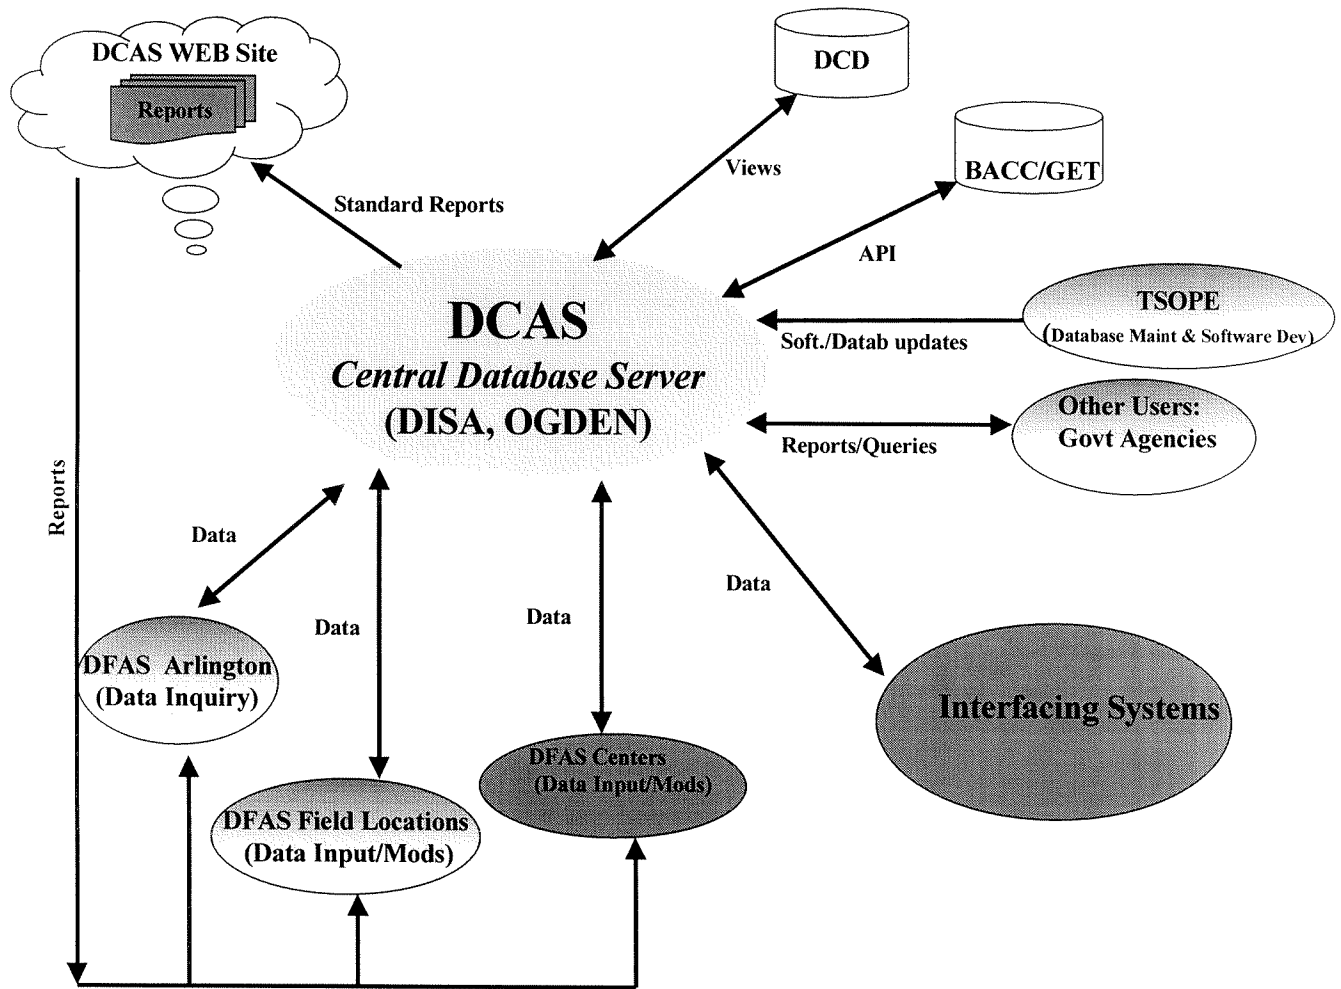 DCAS WEB Site
Reports
DCD
BACC/GET
Views
Standard Reports
API
TSOPE
(Database Maint & Software Dev)
Soft./Datab updates
DCAS
Central Database Server
(DISA, OGDEN)
Other Users:
Govt Agencies
Reports/Queries
Reports
Data
Data
Data
Data
DFAS Arlington
(Data Inquiry)
Interfacing Systems
DFAS Centers
(Data Input/Mods)
DFAS Field Locations
(Data Input/Mods)